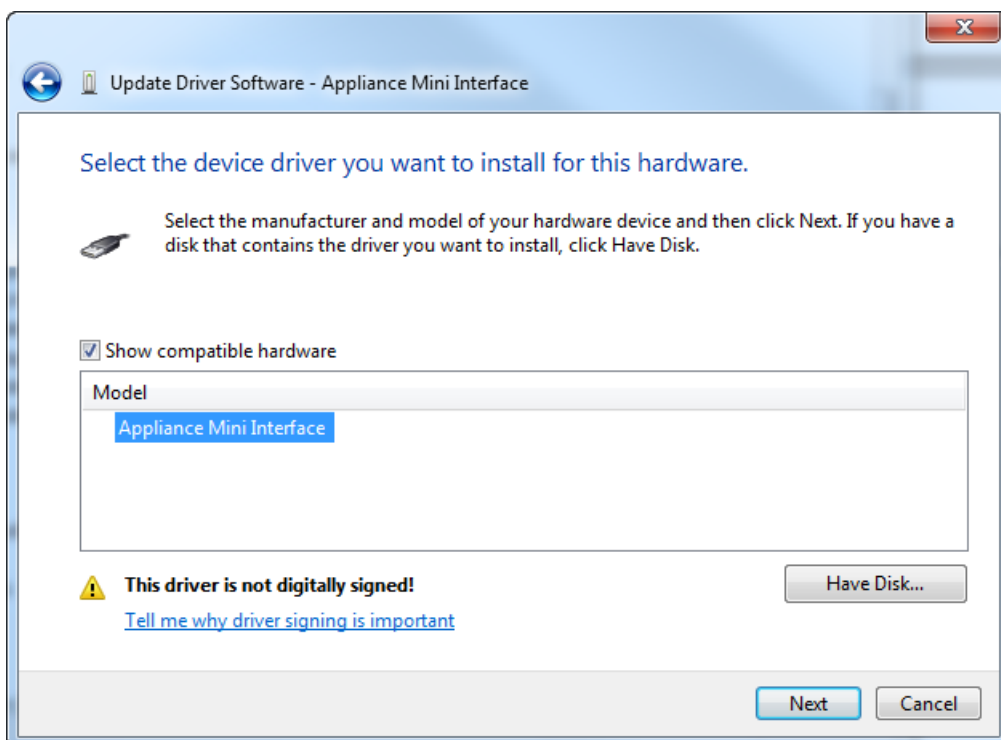 Update Driver Software - Appliance Mini Interface
Select the device driver you want to install for this hardware.
Select the manufacturer and model of your hardware device and then click Next. If you have a
disk that contains the driver you want to install, click Have Disk.
Show compatible hardware
Model
Appliance Mini Interface
This driver is not digitally signed!
Have Disk...
Tell me why driver signing is important
Next
Cancel